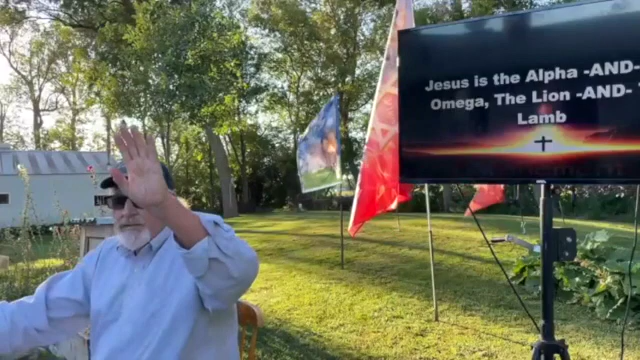 Jesus is the Alpha -AND-
Omega, The Lion -AND-
Lamb